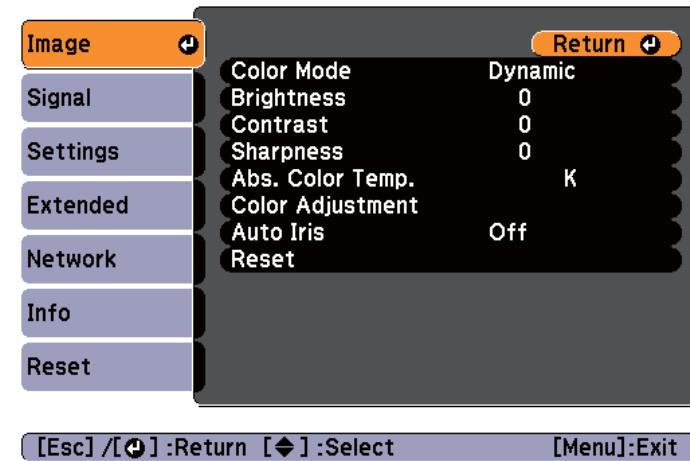 Image
Return
Color Mode Dynamic
Signal
Brightness 0
Contrast 0
Settings
Sharpness 0
Abs. Color Temp. K
Extended
Color Adjustment
Auto Iris Off
Network
Reset
Info
Reset
[Esc] /[ ] :Return [ ] :Select [Menu]:Exit